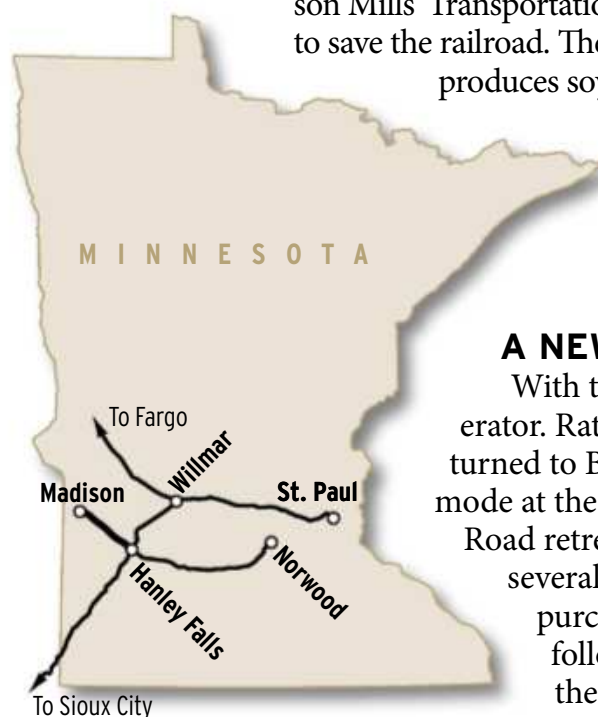 son Mills' Transportatio
to save the railroad. The
produces soy
MINNESOTA
A NEW
With t
erator. Rat
turned to B
mode at the
Road retre
several
purc
follo
the
To Fargo
Willmar
Madison
St. Paul
Hanley Falls
Norwood
To Sioux City